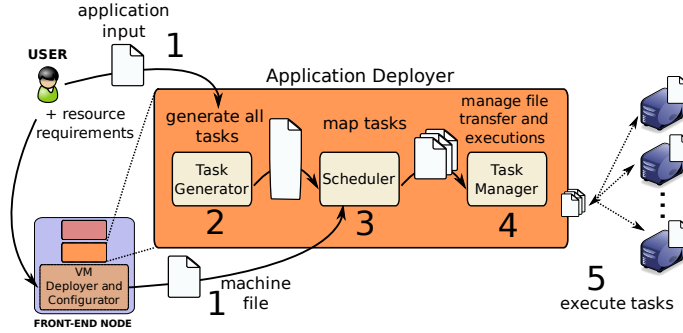 application
input
1
USER
+ resource
requirements
Application Deployer
generate all
tasks
map tasks
manage file
transfer and
executions
Task
Generator
Scheduler
Task
Manager
2
3
4
VM
Deployer and
Configurator
FRONT-END NODE
1
machine
file
5
execute tasks